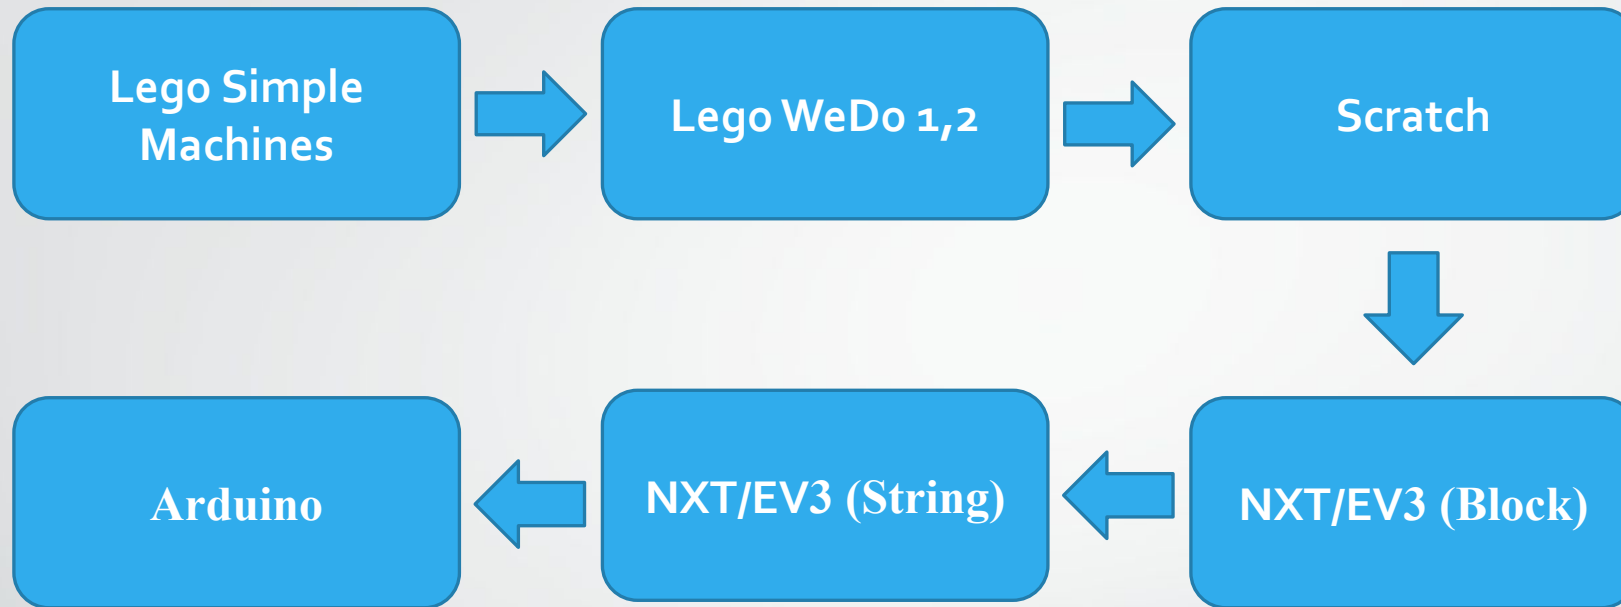 Lego Simple
Machines
Lego WeDo 1,2
Scratch
NXT/EV3 (Block)
NXT/EV3 (String)
Arduino